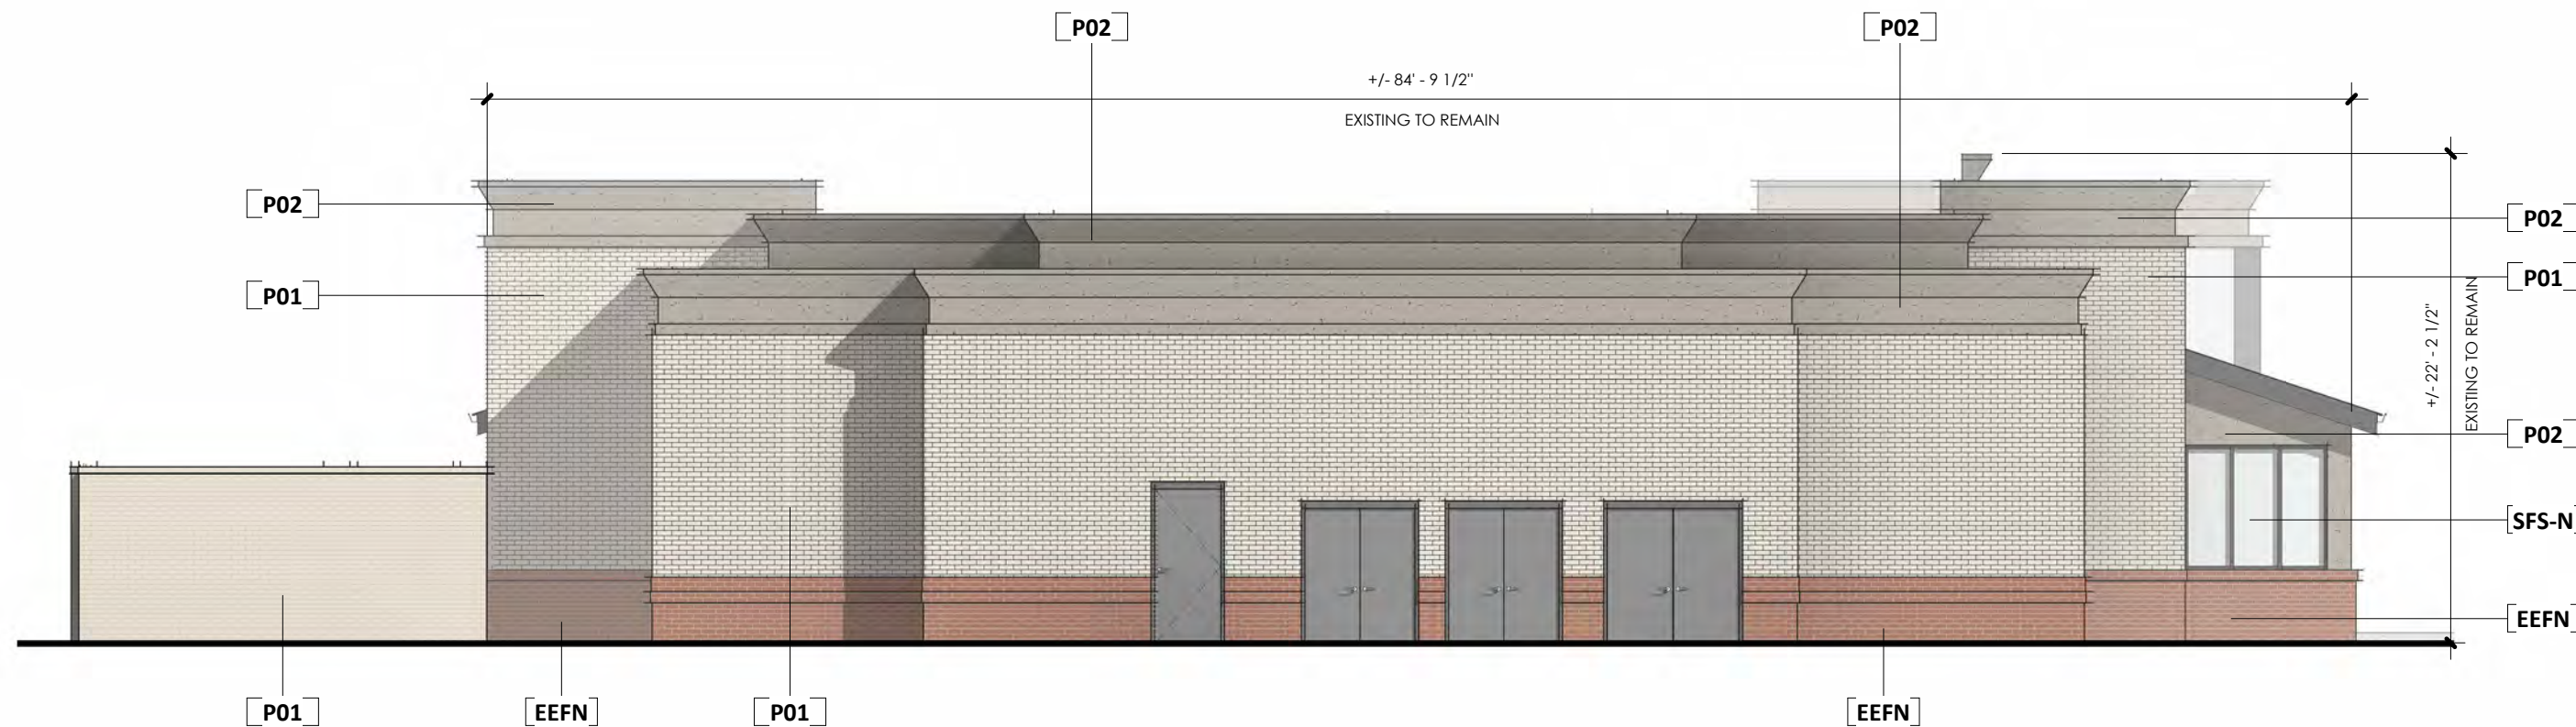 P02
P02
+/- 84' - 9 1/2"
EXISTING TO REMAIN
P02
P02
P01
P01
+/- 22' - 2 1/2"
EXISTING TO REMAIN
P02
SFS-N
EEFN
P01
EEFN
P01
EEFN